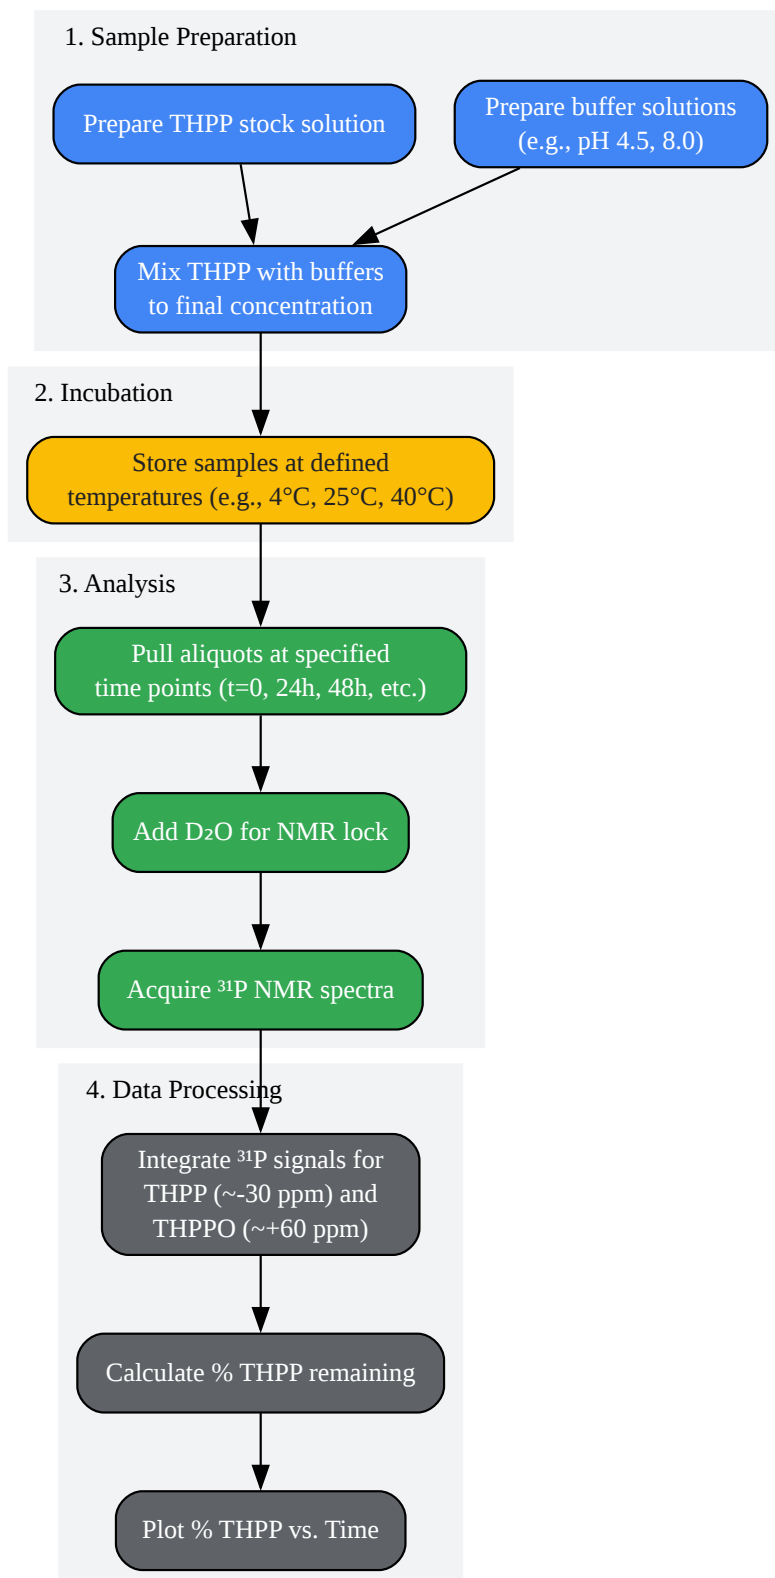 1. Sample Preparation
Prepare THPP stock solution
Prepare buffer solutions
(e.g., pH 4.5, 8.0)
Mix THPP with buffers
to final concentration
2. Incubation
Store samples at defined
temperatures (e.g., 4°C, 25°C, 40°C)
3. Analysis
Pull aliquots at specified
time points (t=0, 24h, 48h, etc.)
Add D₂O for NMR lock
Acquire ³¹P NMR spectra
4. Data Processing
Integrate ³¹P signals for
THPP (~-30 ppm) and
THPPO (~+60 ppm)
Calculate % THPP remaining
Plot % THPP vs. Time